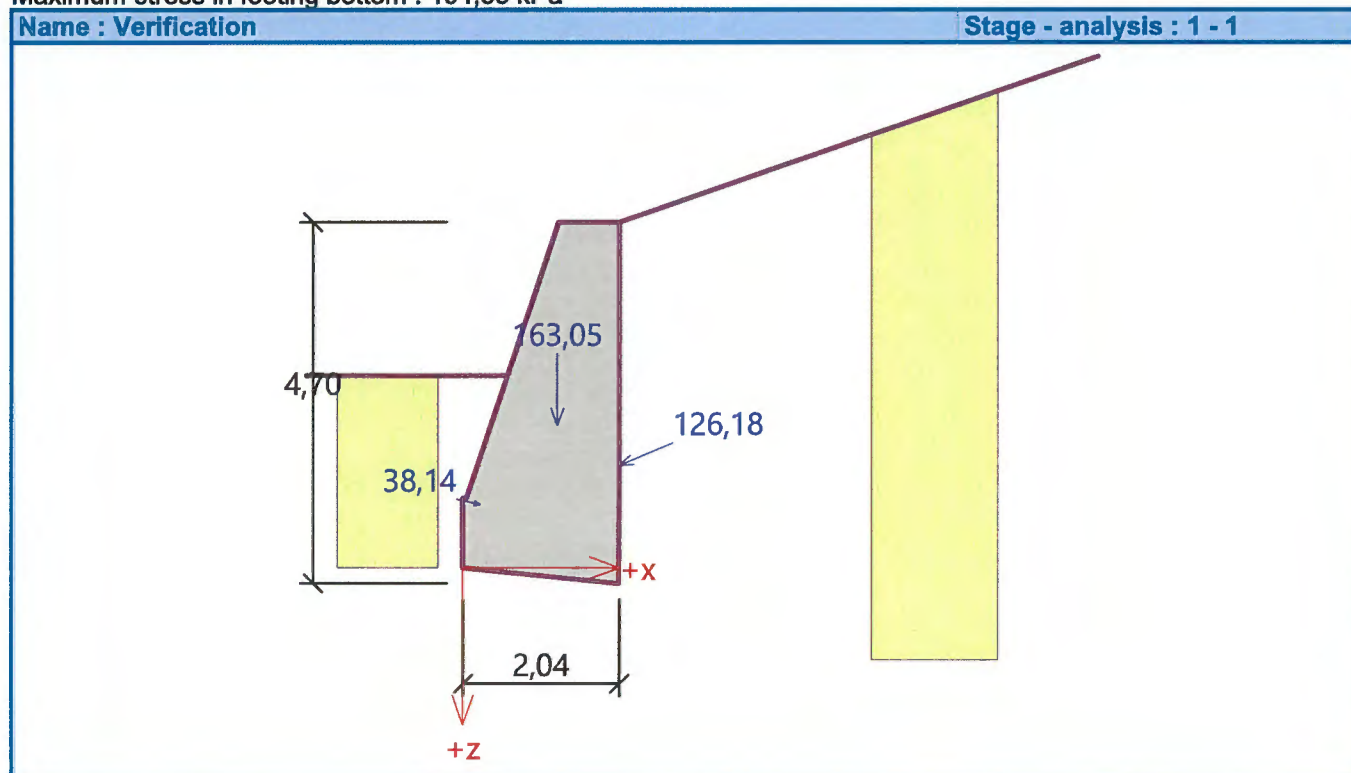 Name : Verification
Stage - analysis : 1 - 1
163,05
4,70
126,18
38,14
+x
2,04
+z